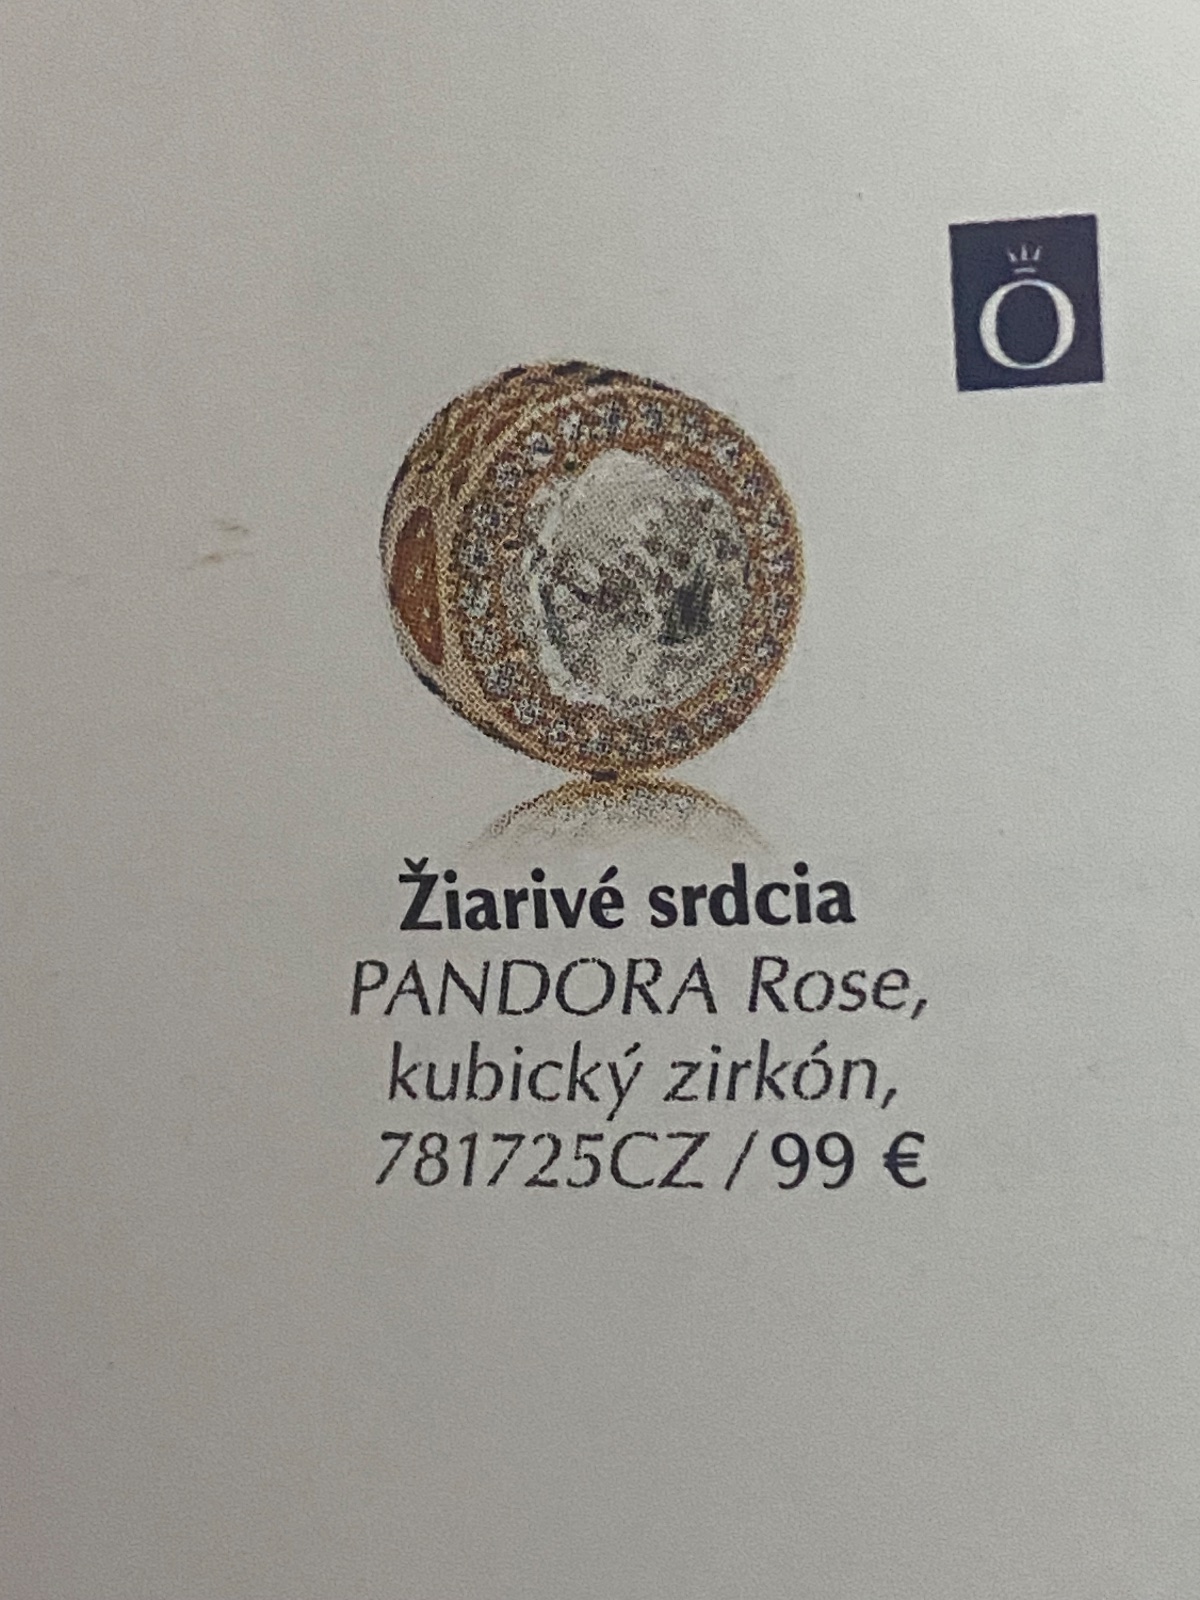 O
Žiarivé srdcia
PANDORA Rose,
kubický zirkón,
781725CZ / 99 €